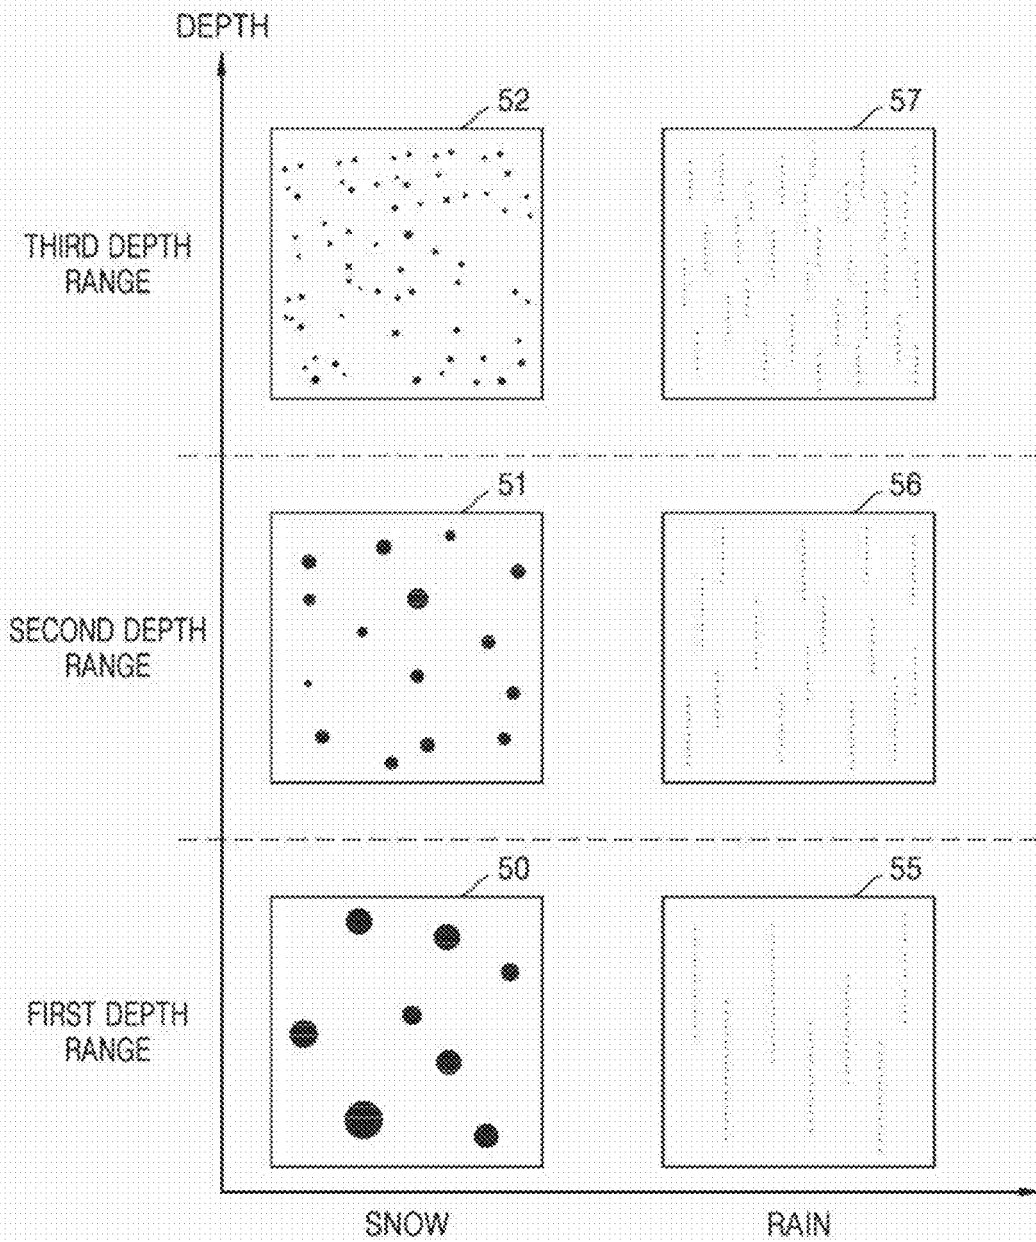 DEPTH
52
57
THIRD DEPTH
RANGE
51
56
SECOND DEPTH
RANGE
50
55
FIRST DEPTH
RANGE
SNOW
RAIN